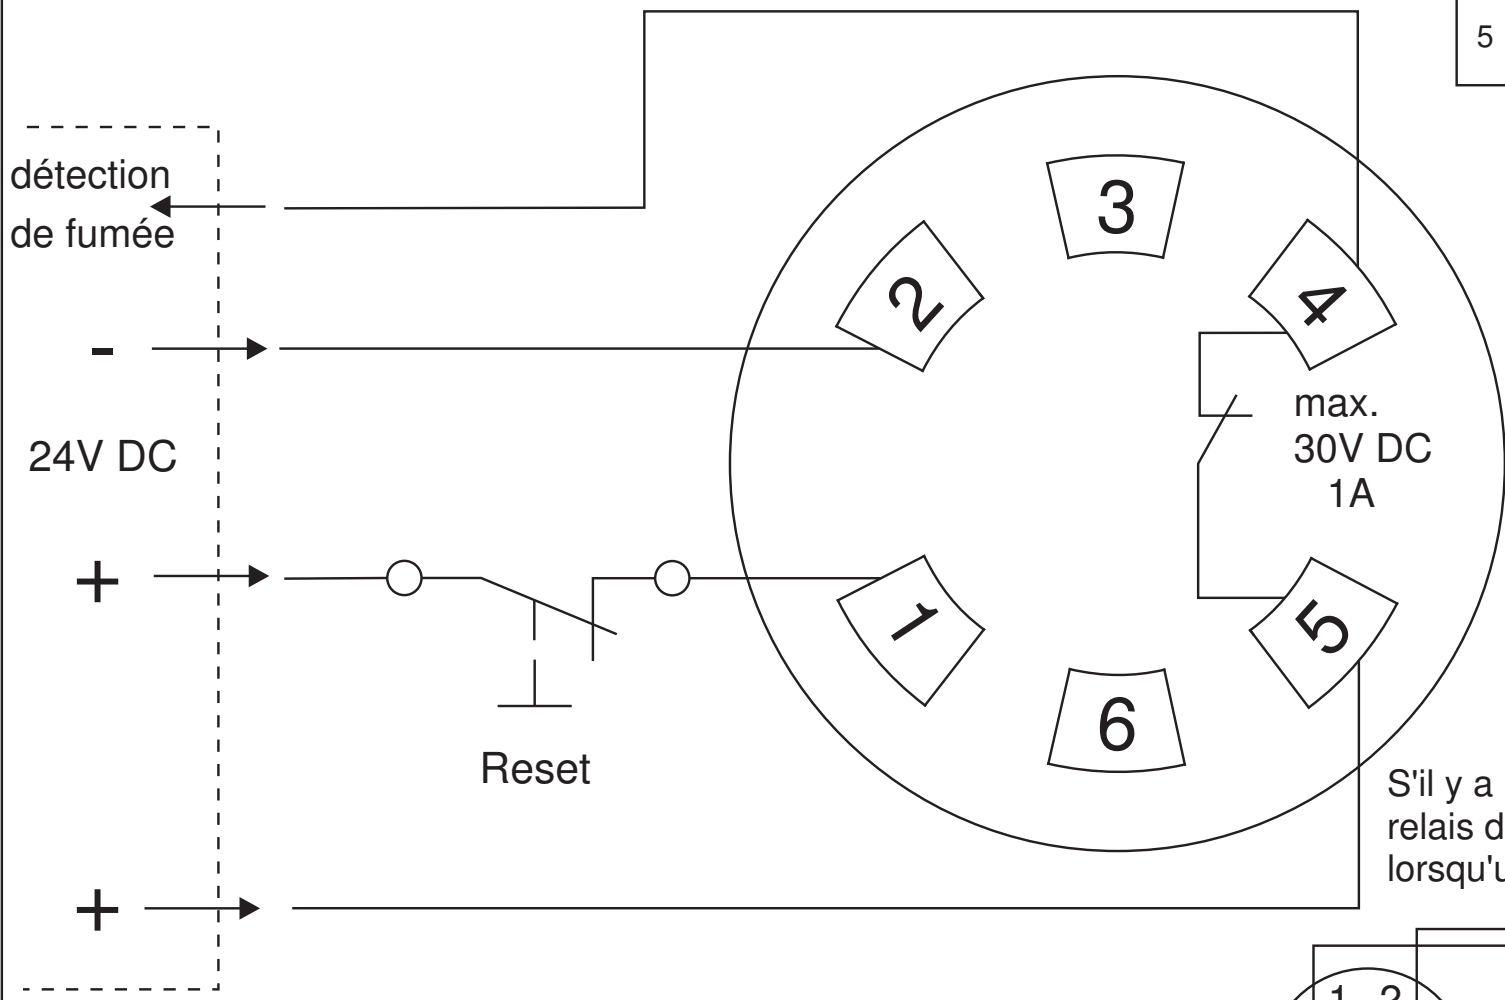 5
détection
de fumée
3
2
4
-
max.
24V DC
30V DC
1A
+
1
5
6
Reset
S'il y a
relais d
lorsqu'u
+
1 2